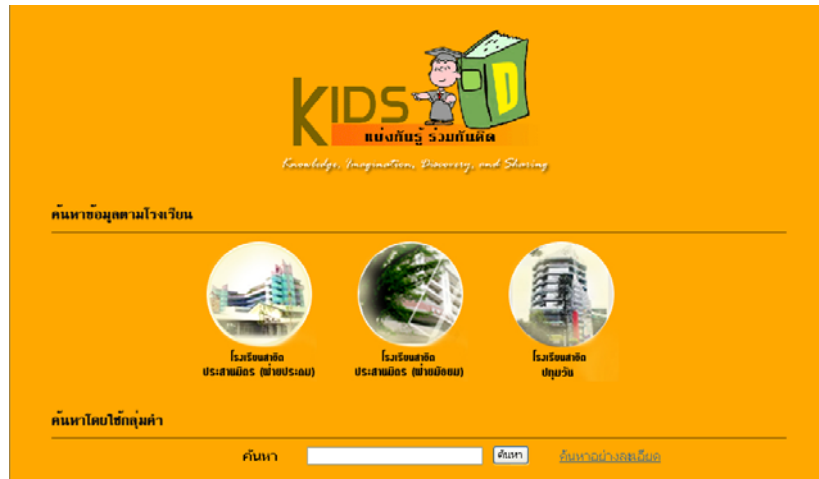 KIDS D
แบ่งกันรู้ ร่วมกันคิด
Knowledge, Imagination, Discovery, and Sharing
ค้นหาข้อมูลตามโรงเรียน
โรงเรียนสาธิต
ประสานมิตร (ฝ่ายประถม)
โรงเรียนสาธิต
ประสานมิตร (ฝ่ายมัธยม)
โรงเรียนสาธิต
ปทุมวัน
ค้นหาโดยใช้กลุ่มคำ
ค้นหา ค้นหา ค้นหาอย่างละเอียด